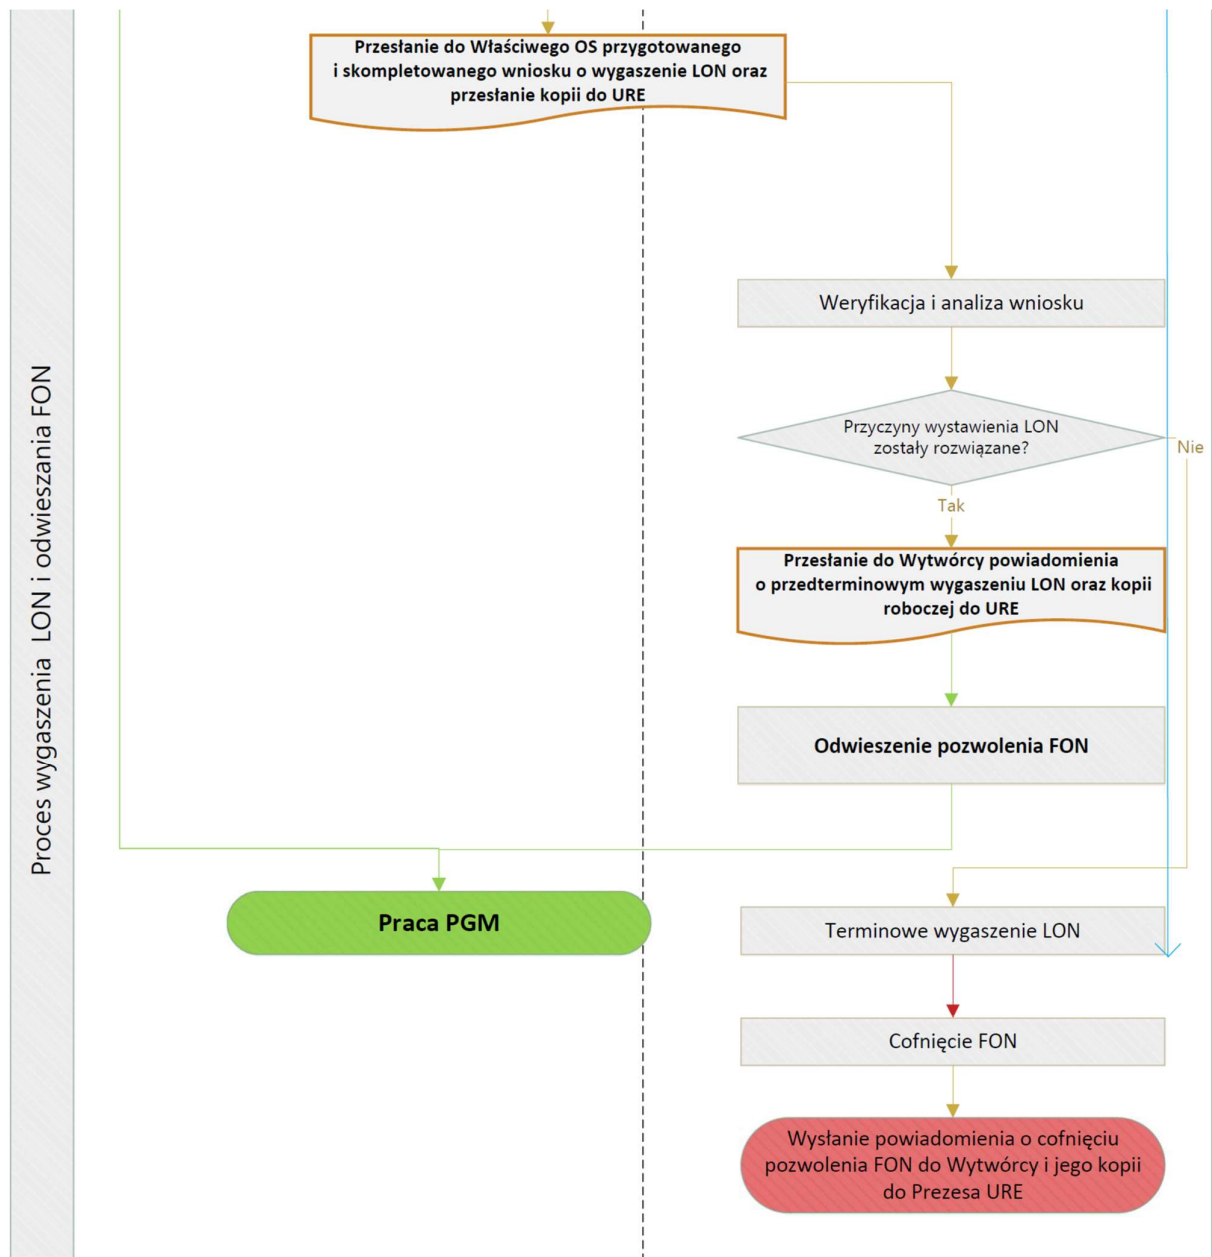 Proces wygaszenia LON i odwieszania FON
Przesłanie do Właściwego OS przygotowanego
i skompletowanego wniosku o wygaszenie LON oraz
przesłanie kopii do URE
Weryfikacja i analiza wniosku
Przyczyny wystawienia LON
zostały rozwiązane?
Nie
Tak
Przesłanie do Wytwórcy powiadomienia
o przedterminowym wygaszeniu LON oraz kopii
roboczej do URE
Odwieszenie pozwolenia FON
Praca PGM
Terminowe wygaszenie LON
Cofnięcie FON
Wysłanie powiadomienia o cofnięciu
pozwolenia FON do Wytwórcy i jego kopii
do Prezesa URE